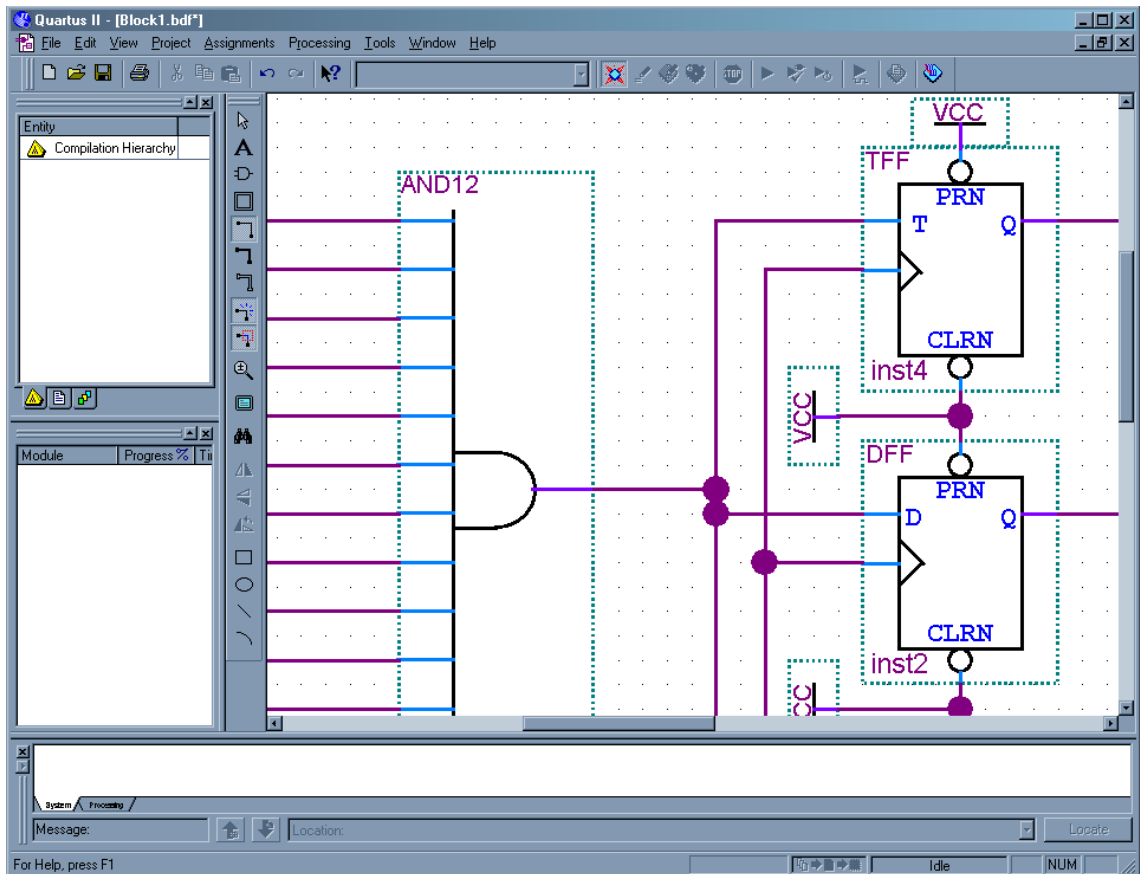 Quartus II - [Block1.bdf*]
File Edit View Project Assignments Processing Tools Window Help
STOP
Entity
Compilation Hierarchy
Module Progress %
A
AND12
VCC
TFF
PRN
T Q
CLRN
inst4
VCC
DFF
PRN
D Q
CLRN
inst2
CC
System Processing
Message: Location: Locate
For Help, press F1 Idle NUM